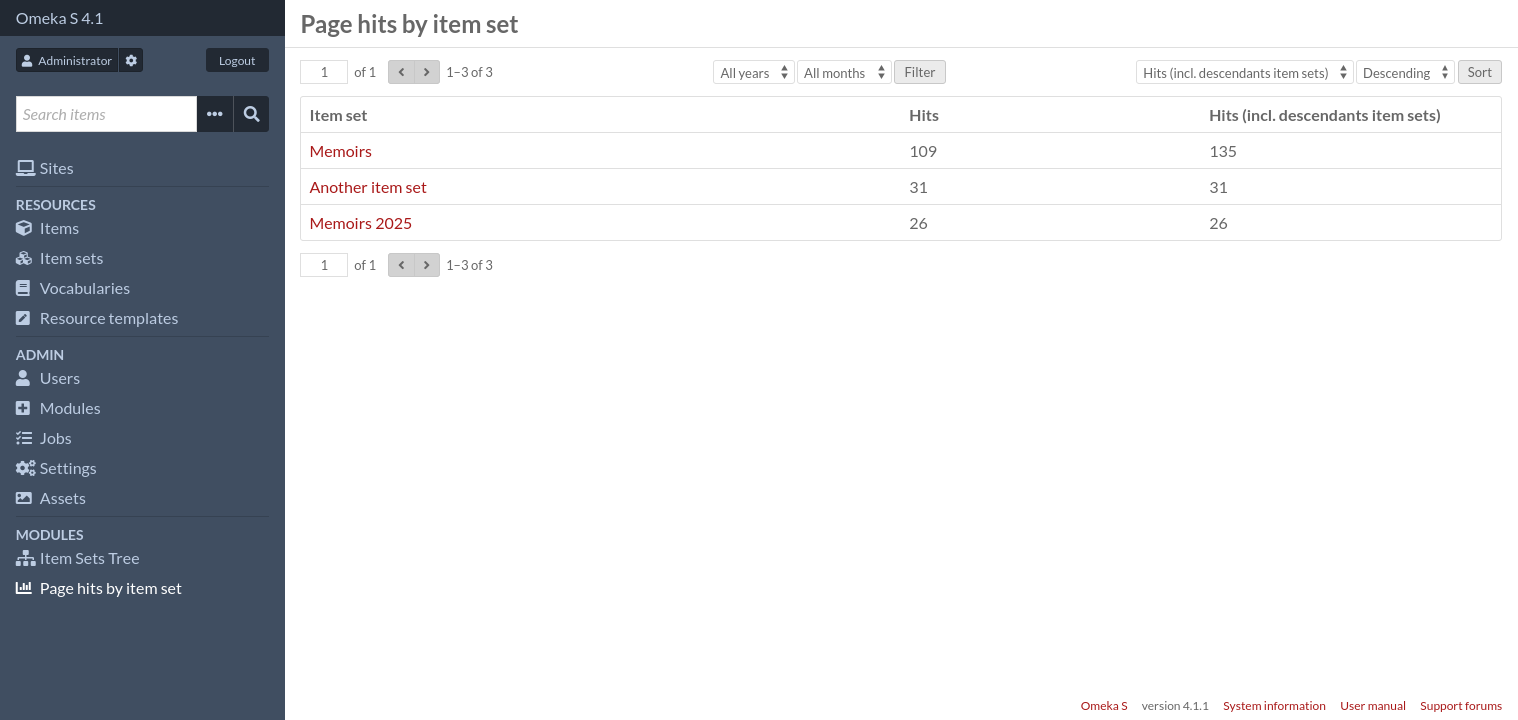 Omeka S 4.1
Administrator
Logout
Search items
Sites
RESOURCES
Items
Item sets
Vocabularies
Resource templates
ADMIN
Users
Modules
Jobs
Settings
Assets
MODULES
Item Sets Tree
Page hits by item set
Page hits by item set
1 of 1 1–3 of 3 All years All months Filter Hits (incl. descendants item sets) Descending Sort
Item set Hits Hits (incl. descendants item sets)
Memoirs 109 135
Another item set 31 31
Memoirs 2025 26 26
1 of 1 1–3 of 3
Omeka S version 4.1.1 System information User manual Support forums